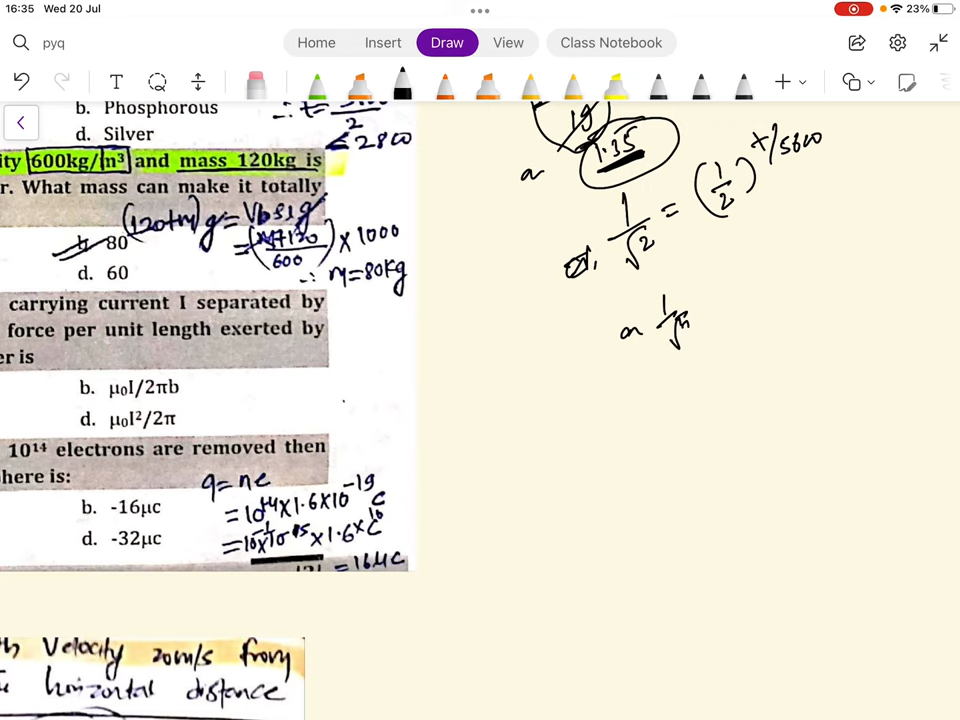 16:35 Wed 20 Jul
23%
pyq
Home Insert Draw View Class Notebook
b. Phosphorous
d. Silver
2800
ity 600kg/m³ and mass 120kg is
r. What mass can make it totally
(120+m)g = Vbs1g
b. 80
600
× 1000
d. 60
∴ m=80kg
carrying current I separated by
force per unit length exerted by
er is
b. μ₀I/2πb
d. μ₀I²/2π
10¹⁴ electrons are removed then
here is:
q= ne
b. -16μc
= 10¹⁴×1.6×10⁻¹⁹ C
d. -32μc
= 16μC
1.35
1/√2 = (1/2)^x/5600
Velocity 20m/s from
horizontal distance